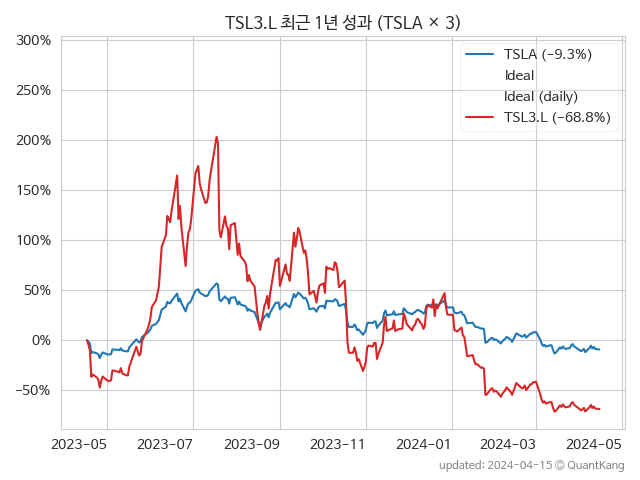 TSL3.L 최근 1년 성과 (TSLA × 3)
300%
250%
200%
150%
100%
50%
0%
−50%
TSLA (−9.3%)
Ideal
Ideal (daily)
TSL3.L (−68.8%)
2023-05 2023-07 2023-09 2023-11 2024-01 2024-03 2024-05
updated: 2024-04-15 © QuantKang